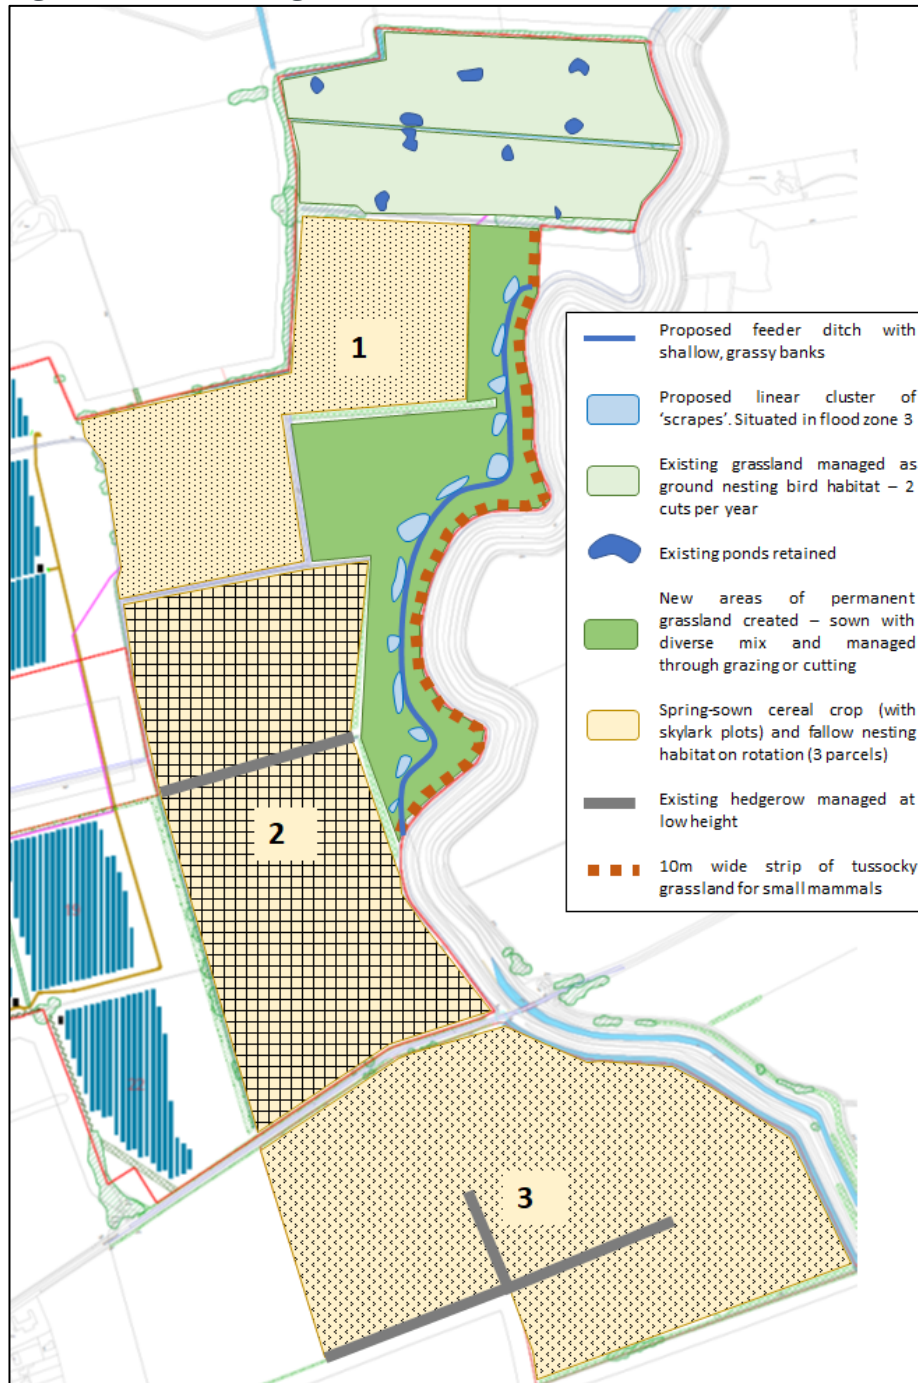 1
Proposed feeder ditch with
shallow, grassy banks
Proposed linear cluster of
'scrapes'. Situated in flood zone 3
Existing grassland managed as
ground nesting bird habitat – 2
cuts per year
Existing ponds retained
New areas of permanent
grassland created – sown with
diverse mix and managed
through grazing or cutting
Spring-sown cereal crop (with
skylark plots) and fallow nesting
habitat on rotation (3 parcels)
Existing hedgerow managed at
low height
10m wide strip of tussocky
grassland for small mammals
2
19
22
3